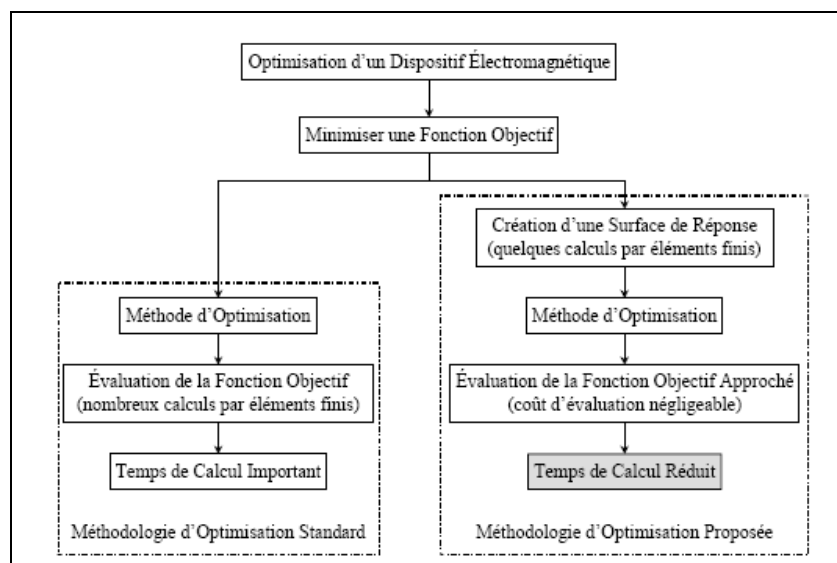 Optimisation d'un Dispositif Électromagnétique
Minimiser une Fonction Objectif
Méthode d'Optimisation
Évaluation de la Fonction Objectif
(nombreux calculs par éléments finis)
Temps de Calcul Important
Méthodologie d'Optimisation Standard
Création d'une Surface de Réponse
(quelques calculs par éléments finis)
Méthode d'Optimisation
Évaluation de la Fonction Objectif Approché
(coût d'évaluation négligeable)
Temps de Calcul Réduit
Méthodologie d'Optimisation Proposée